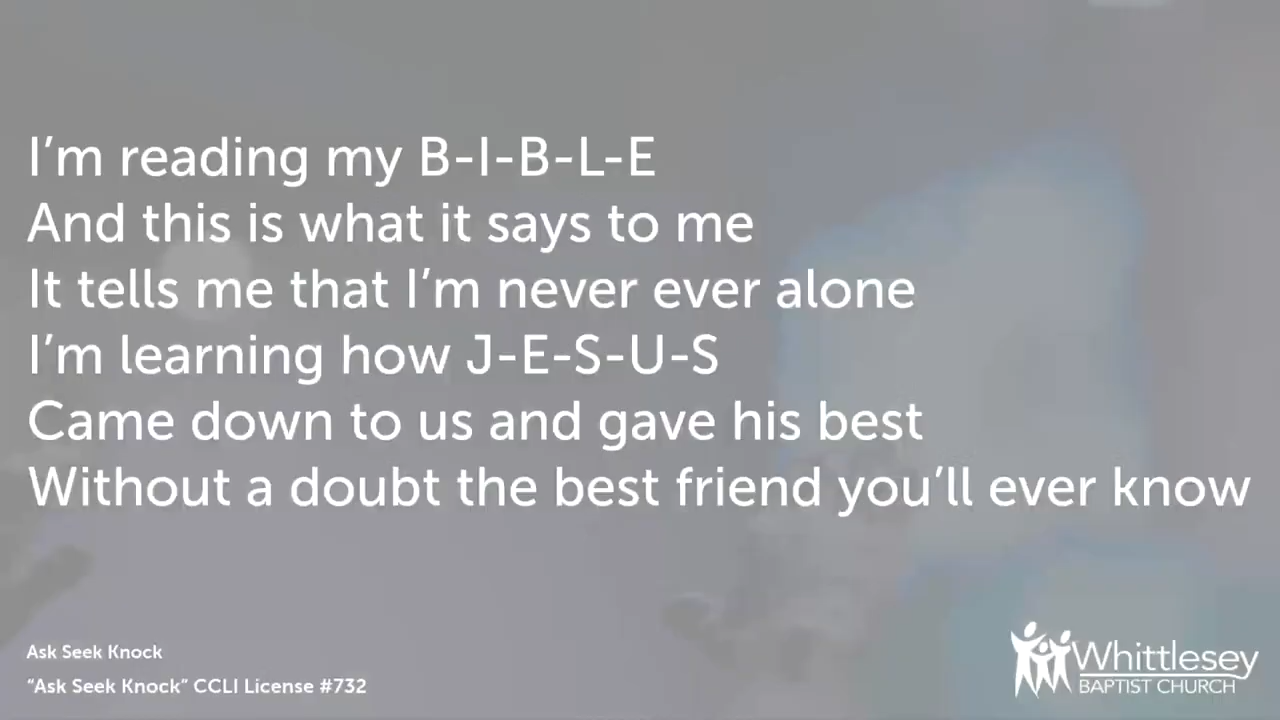 I’m reading my B-I-B-L-E
And this is what it says to me
It tells me that I’m never ever alone
I’m learning how J-E-S-U-S
Came down to us and gave his best
Without a doubt the best friend you’ll ever know
Ask Seek Knock
“Ask Seek Knock” CCLI License #732
Whittlesey
BAPTIST CHURCH